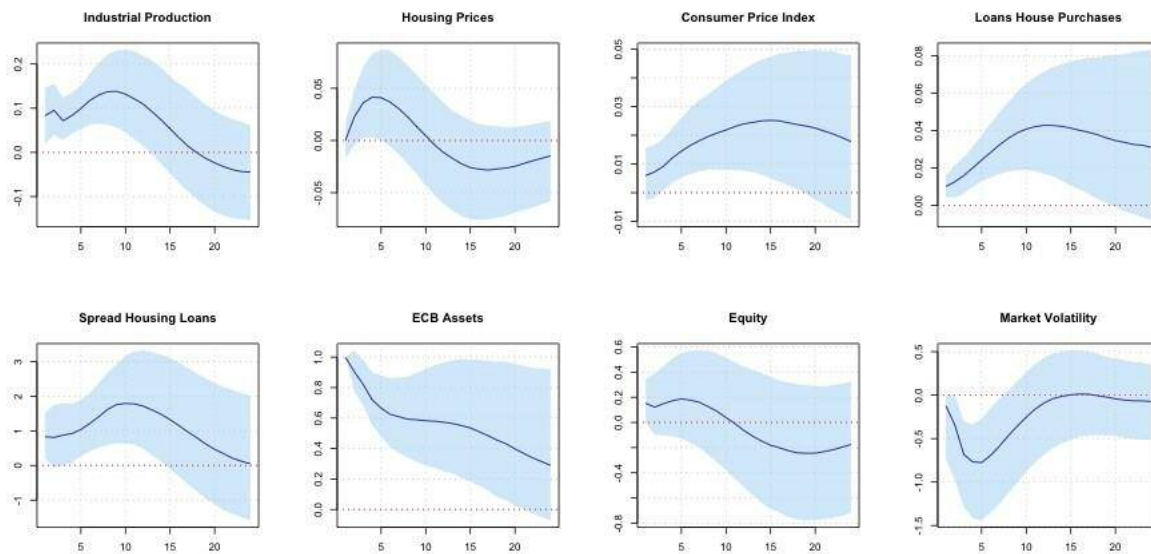 Industrial Production
0.2
0.1
0.0
-0.1
5 10 15 20
Housing Prices
0.05
0.00
-0.05
5 10 15 20
Consumer Price Index
0.05
0.03
0.01
-0.01
5 10 15 20
Loans House Purchases
0.08
0.06
0.04
0.02
0.00
5 10 15 20
Spread Housing Loans
3
2
1
0
-1
5 10 15 20
ECB Assets
1.0
0.8
0.6
0.4
0.2
0.0
5 10 15 20
Equity
0.6
0.4
0.2
0.0
-0.4
-0.8
5 10 15 20
Market Volatility
0.5
0.0
-0.5
-1.0
-1.5
5 10 15 20